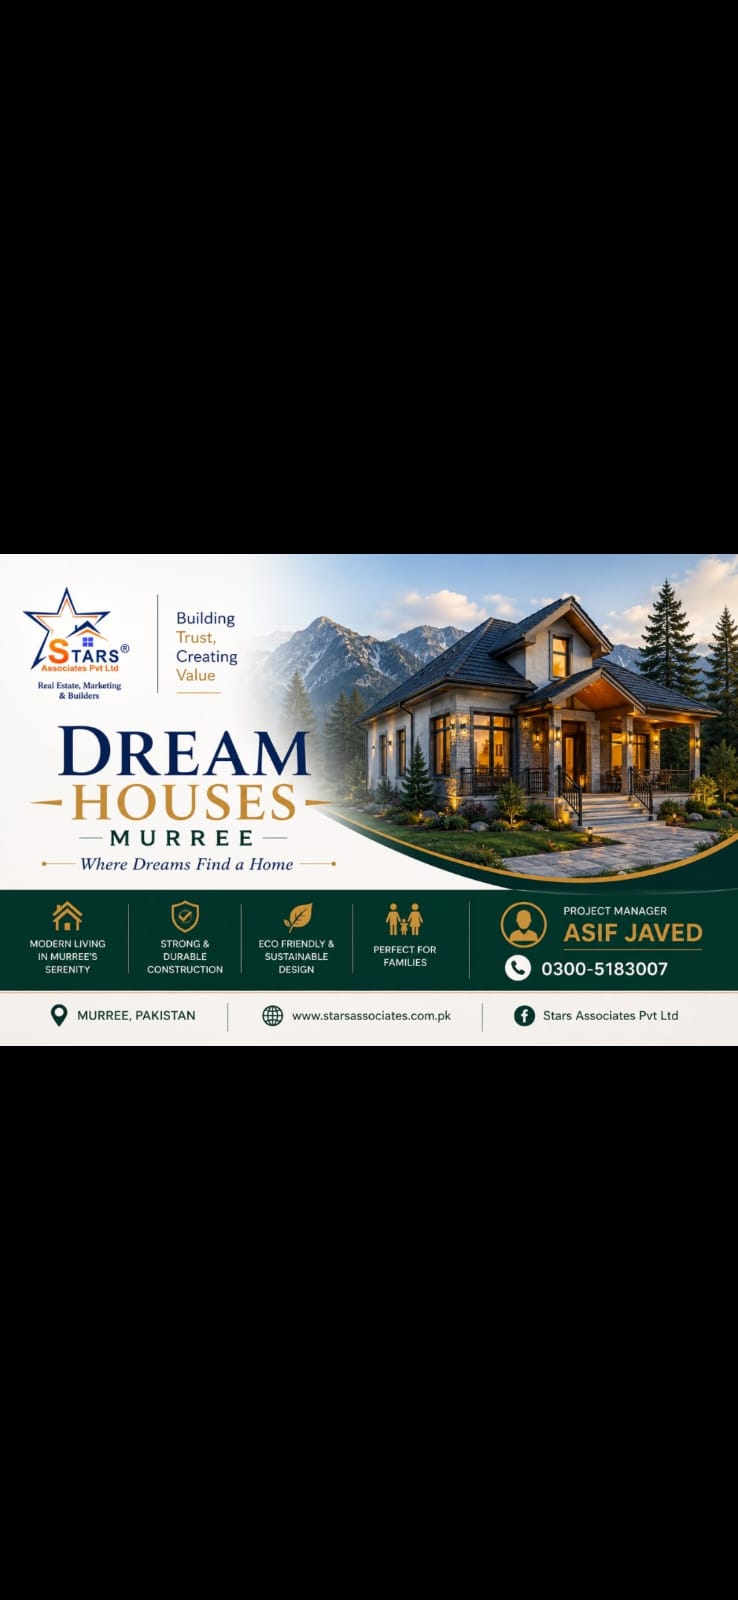 STARS®
Associates Pvt Ltd
Real Estate, Marketing
& Builders
Building
Trust,
Creating
Value
DREAM
HOUSES
MURREE
Where Dreams Find a Home
MODERN LIVING
IN MURREE'S
SERENITY
STRONG &
DURABLE
CONSTRUCTION
ECO FRIENDLY &
SUSTAINABLE
DESIGN
PERFECT FOR
FAMILIES
PROJECT MANAGER
ASIF JAVED
0300-5183007
MURREE, PAKISTAN
www.starsassociates.com.pk
Stars Associates Pvt Ltd